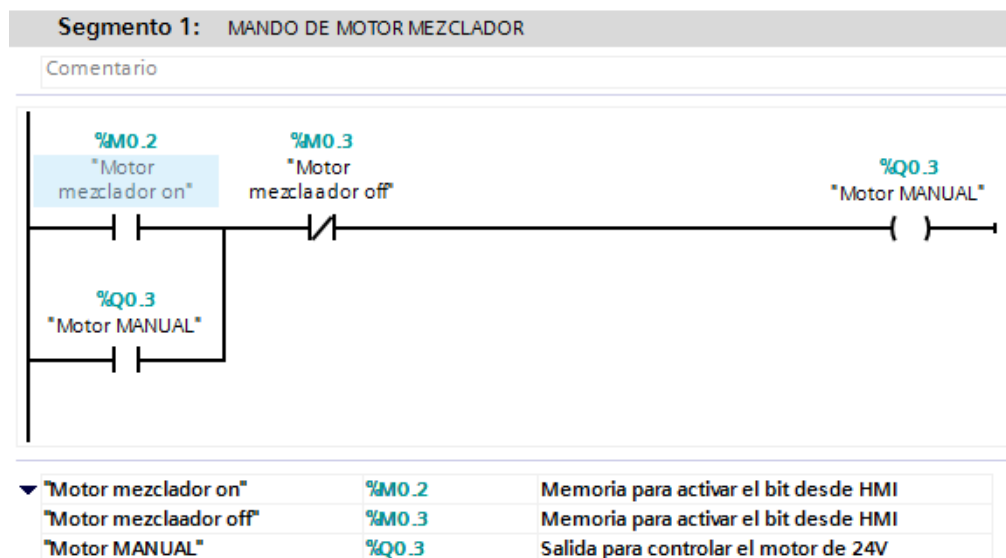 Segmento 1: MANDO DE MOTOR MEZCLADOR
Comentario
%M0.2
"Motor
mezclador on"
%M0.3
"Motor
mezclaador off"
%Q0.3
"Motor MANUAL"
%Q0.3
"Motor MANUAL"
"Motor mezclador on" %M0.2 Memoria para activar el bit desde HMI
"Motor mezclaador off" %M0.3 Memoria para activar el bit desde HMI
"Motor MANUAL" %Q0.3 Salida para controlar el motor de 24V